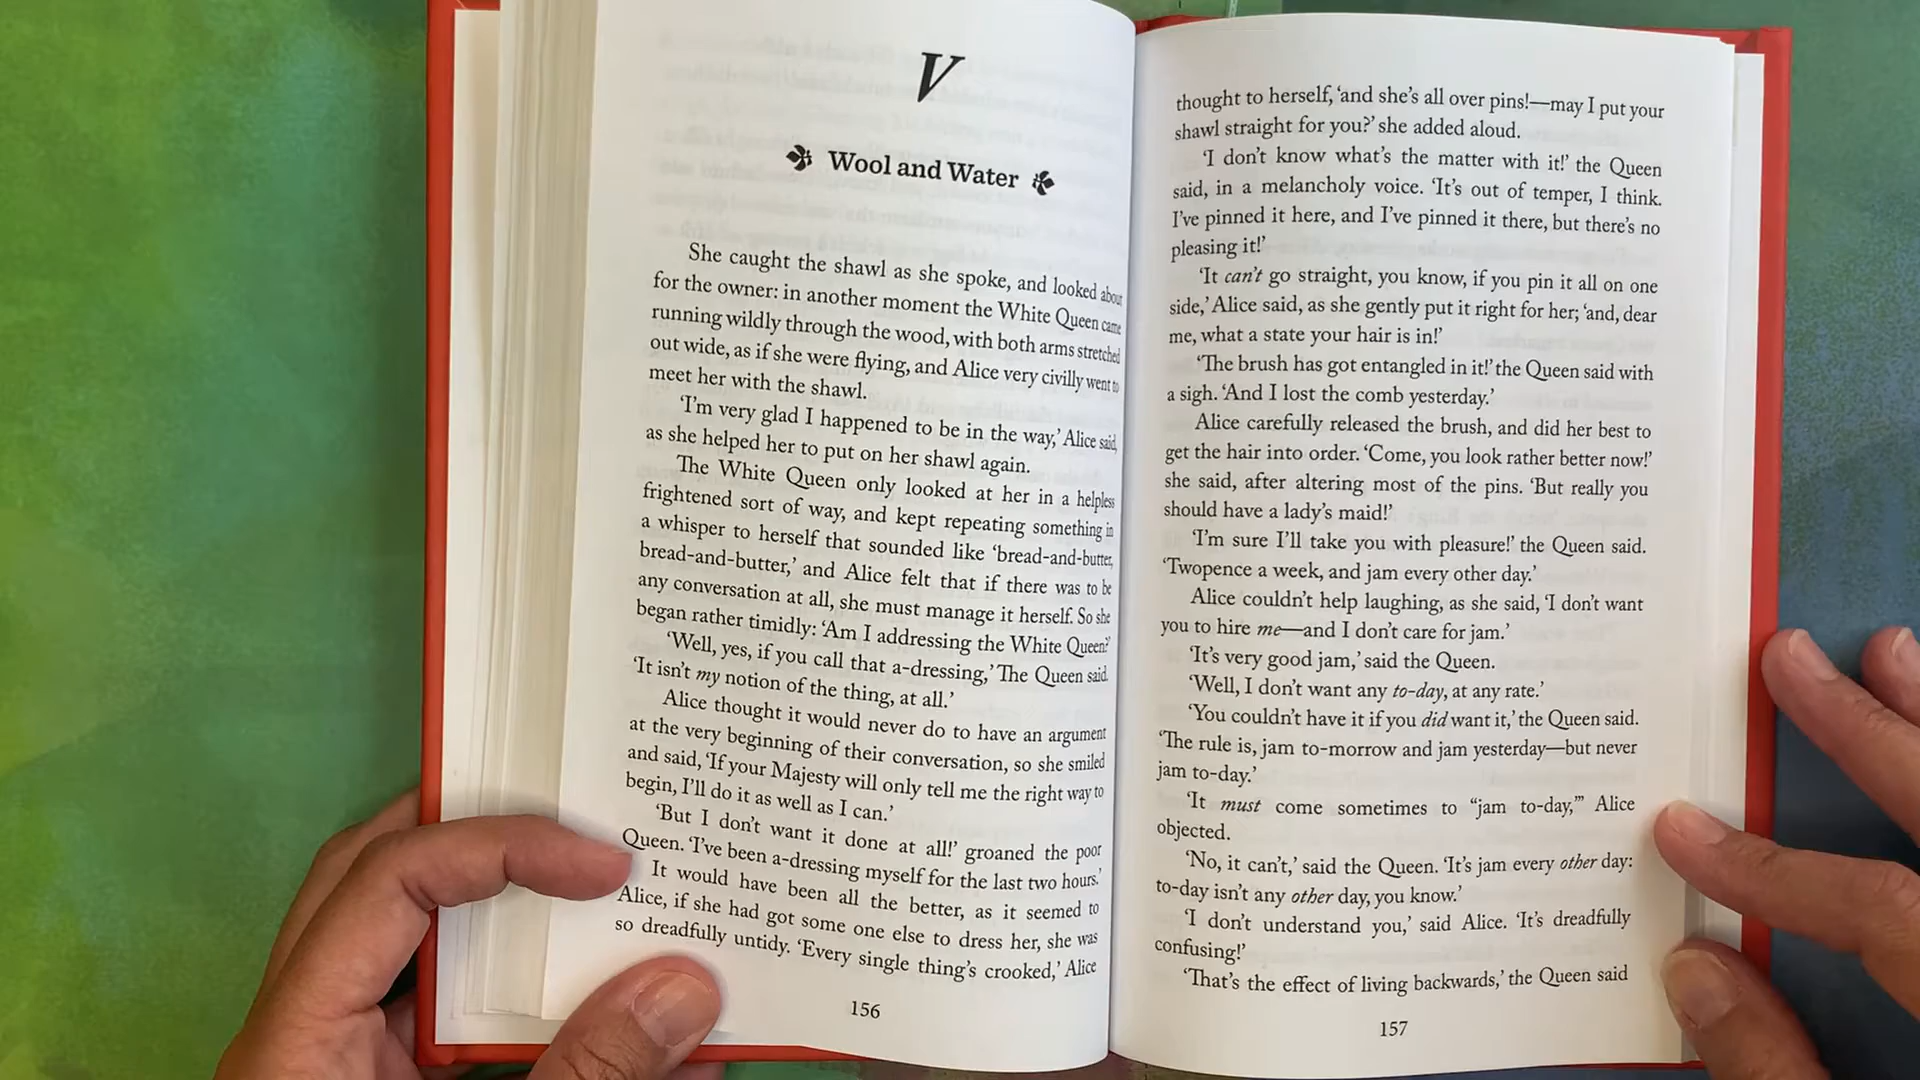 V
Wool and Water
She caught the shawl as she spoke, and looked about
for the owner: in another moment the White Queen came
running wildly through the wood, with both arms stretched
out wide, as if she were flying, and Alice very civilly went to
meet her with the shawl.
‘I’m very glad I happened to be in the way,’ Alice said,
as she helped her to put on her shawl again.
The White Queen only looked at her in a helpless
frightened sort of way, and kept repeating something in
a whisper to herself that sounded like ‘bread-and-butter,
bread-and-butter,’ and Alice felt that if there was to be
any conversation at all, she must manage it herself. So she
began rather timidly: ‘Am I addressing the White Queen?’
‘Well, yes, if you call that a-dressing,’ The Queen said.
‘It isn’t my notion of the thing, at all.’
Alice thought it would never do to have an argument
at the very beginning of their conversation, so she smiled
and said, ‘If your Majesty will only tell me the right way to
begin, I’ll do it as well as I can.’
‘But I don’t want it done at all!’ groaned the poor
Queen. ‘I’ve been a-dressing myself for the last two hours.’
It would have been all the better, as it seemed to
Alice, if she had got some one else to dress her, she was
so dreadfully untidy. ‘Every single thing’s crooked,’ Alice
156
thought to herself, ‘and she’s all over pins!—may I put your
shawl straight for you?’ she added aloud.
‘I don’t know what’s the matter with it!’ the Queen
said, in a melancholy voice. ‘It’s out of temper, I think.
I’ve pinned it here, and I’ve pinned it there, but there’s no
pleasing it!’
‘It can’t go straight, you know, if you pin it all on one
side,’ Alice said, as she gently put it right for her; ‘and, dear
me, what a state your hair is in!’
‘The brush has got entangled in it!’ the Queen said with
a sigh. ‘And I lost the comb yesterday.’
Alice carefully released the brush, and did her best to
get the hair into order. ‘Come, you look rather better now!’
she said, after altering most of the pins. ‘But really you
should have a lady’s maid!’
‘I’m sure I’ll take you with pleasure!’ the Queen said.
‘Twopence a week, and jam every other day.’
Alice couldn’t help laughing, as she said, ‘I don’t want
you to hire me—and I don’t care for jam.’
‘It’s very good jam,’ said the Queen.
‘Well, I don’t want any to-day, at any rate.’
‘You couldn’t have it if you did want it,’ the Queen said.
‘The rule is, jam to-morrow and jam yesterday—but never
jam to-day.’
‘It must come sometimes to “jam to-day,”’ Alice
objected.
‘No, it can’t,’ said the Queen. ‘It’s jam every other day:
to-day isn’t any other day, you know.’
‘I don’t understand you,’ said Alice. ‘It’s dreadfully
confusing!’
‘That’s the effect of living backwards,’ the Queen said
157